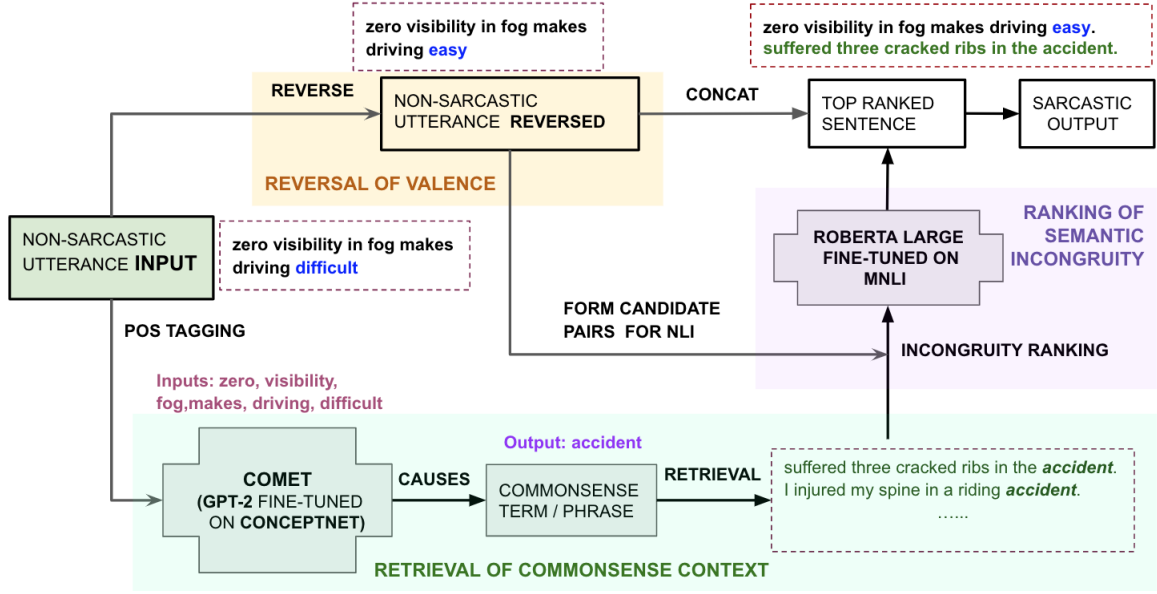 zero visibility in fog makes
driving easy
zero visibility in fog makes driving easy.
suffered three cracked ribs in the accident.
REVERSE
NON-SARCASTIC
UTTERANCE REVERSED
CONCAT
TOP RANKED
SENTENCE
SARCASTIC
OUTPUT
REVERSAL OF VALENCE
NON-SARCASTIC
UTTERANCE INPUT
zero visibility in fog makes
driving difficult
RANKING OF
SEMANTIC
INCONGRUITY
ROBERTA LARGE
FINE-TUNED ON
MNLI
POS TAGGING
FORM CANDIDATE
PAIRS FOR NLI
INCONGRUITY RANKING
Inputs: zero, visibility,
fog,makes, driving, difficult
Output: accident
COMET
(GPT-2 FINE-TUNED
ON CONCEPTNET)
CAUSES
COMMONSENSE
TERM / PHRASE
RETRIEVAL
suffered three cracked ribs in the accident.
I injured my spine in a riding accident.
…...
RETRIEVAL OF COMMONSENSE CONTEXT